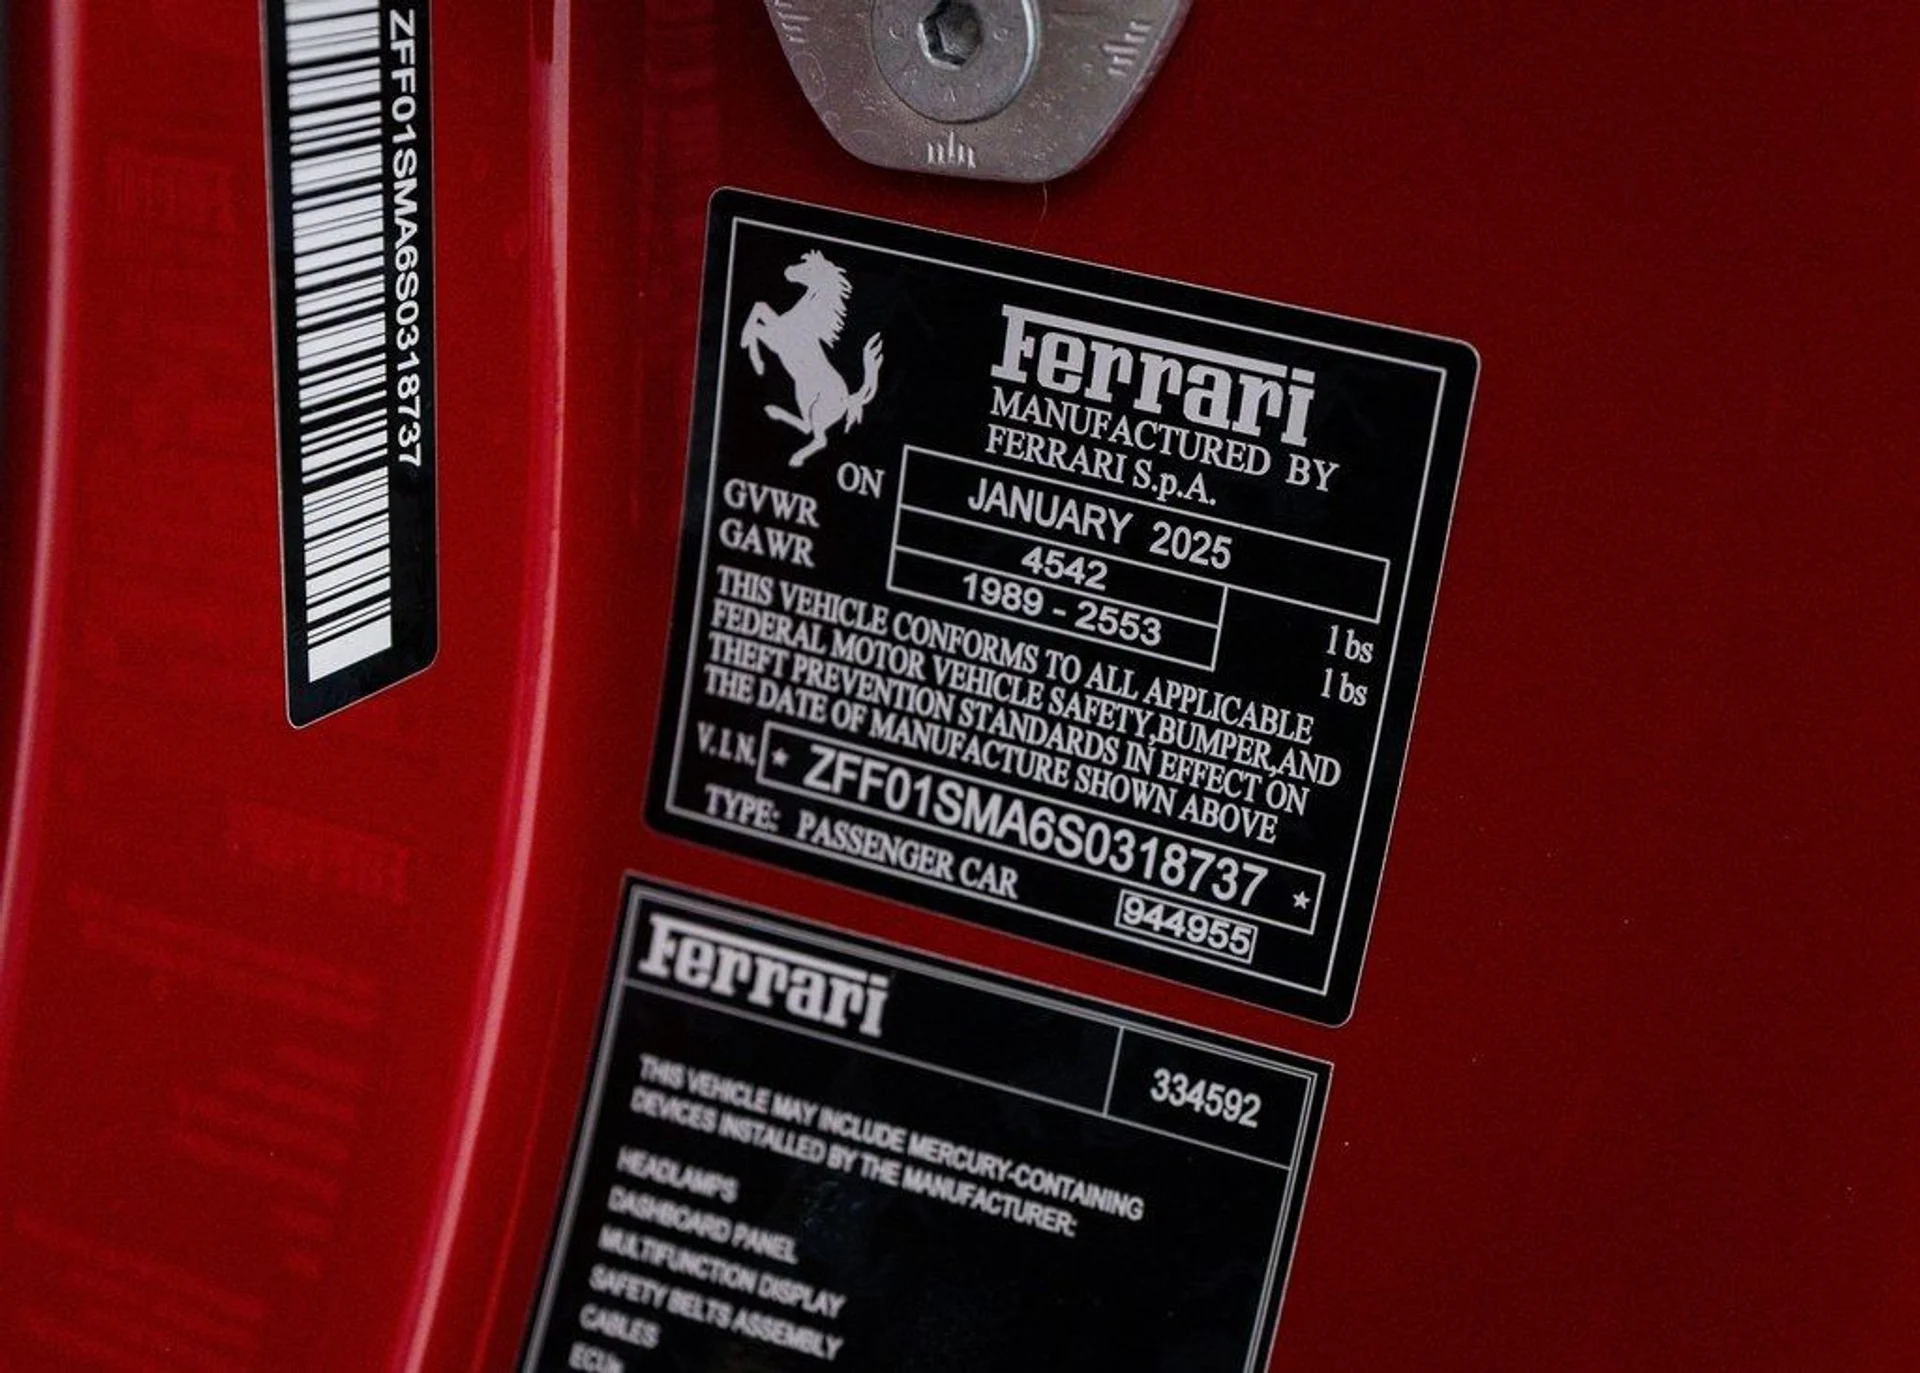 ZFF01SMA6S0318737
Ferrari
MANUFACTURED BY
FERRARI S.p.A.
ON JANUARY 2025
GVWR 4542 lbs
GAWR 1989 - 2553 lbs
THIS VEHICLE CONFORMS TO ALL APPLICABLE
FEDERAL MOTOR VEHICLE SAFETY,BUMPER,AND
THEFT PREVENTION STANDARDS IN EFFECT ON
THE DATE OF MANUFACTURE SHOWN ABOVE
V.I.N. * ZFF01SMA6S0318737 *
TYPE: PASSENGER CAR
944955
Ferrari
334592
THIS VEHICLE MAY INCLUDE MERCURY-CONTAINING
DEVICES INSTALLED BY THE MANUFACTURER:
HEADLAMPS
DASHBOARD PANEL
MULTIFUNCTION DISPLAY
SAFETY BELTS ASSEMBLY
CABLES
ECUs